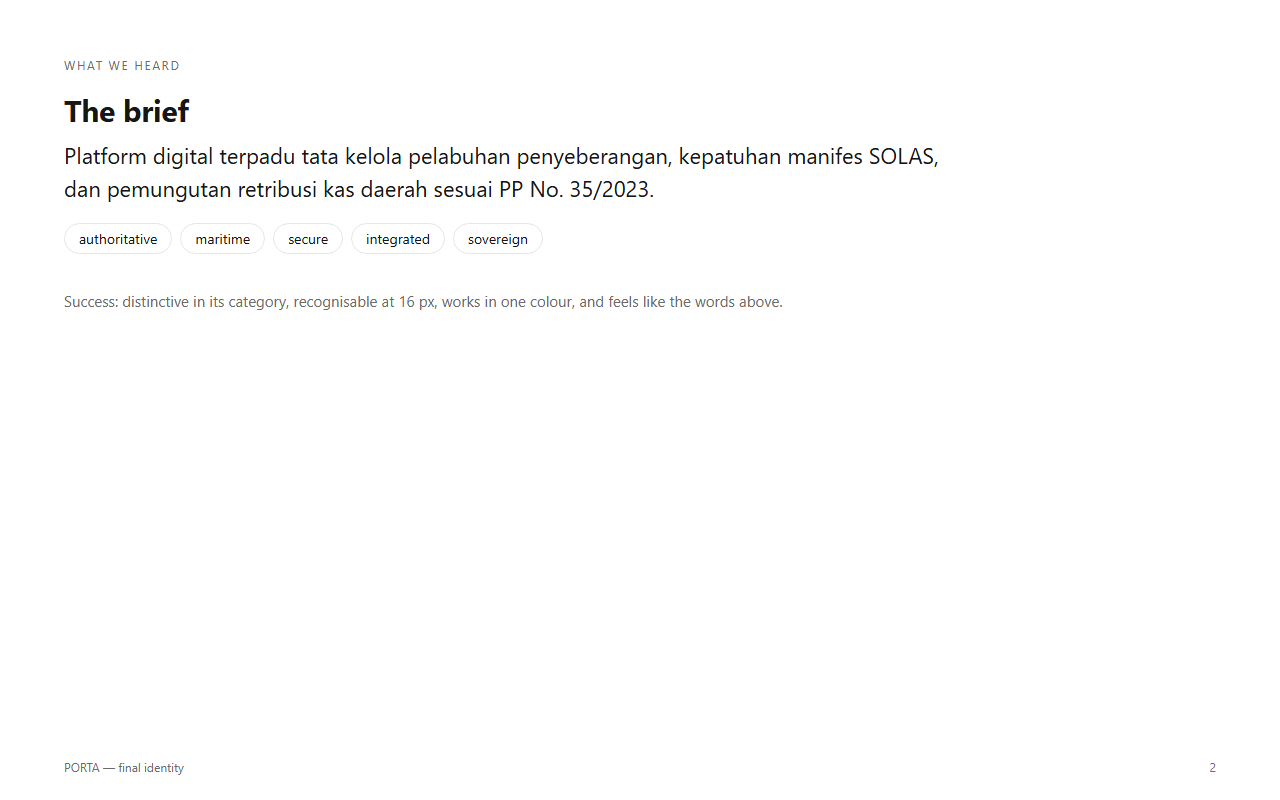 WHAT WE HEARD
The brief
Platform digital terpadu tata kelola pelabuhan penyeberangan, kepatuhan manifes SOLAS,
dan pemungutan retribusi kas daerah sesuai PP No. 35/2023.
authoritative maritime secure integrated sovereign
Success: distinctive in its category, recognisable at 16 px, works in one colour, and feels like the words above.
PORTA — final identity 2